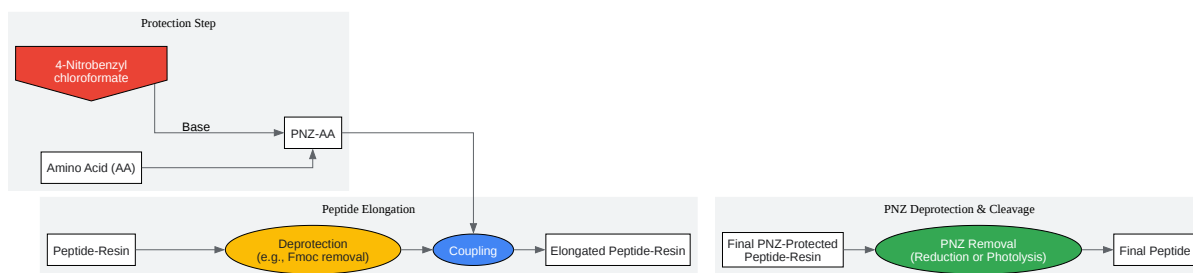 Protection Step
4-Nitrobenzyl
chloroformate
Base
PNZ-AA
Amino Acid (AA)
Peptide Elongation
Peptide-Resin
Deprotection
(e.g., Fmoc removal)
Coupling
Elongated Peptide-Resin
PNZ Deprotection & Cleavage
Final PNZ-Protected
Peptide-Resin
PNZ Removal
(Reduction or Photolysis)
Final Peptide